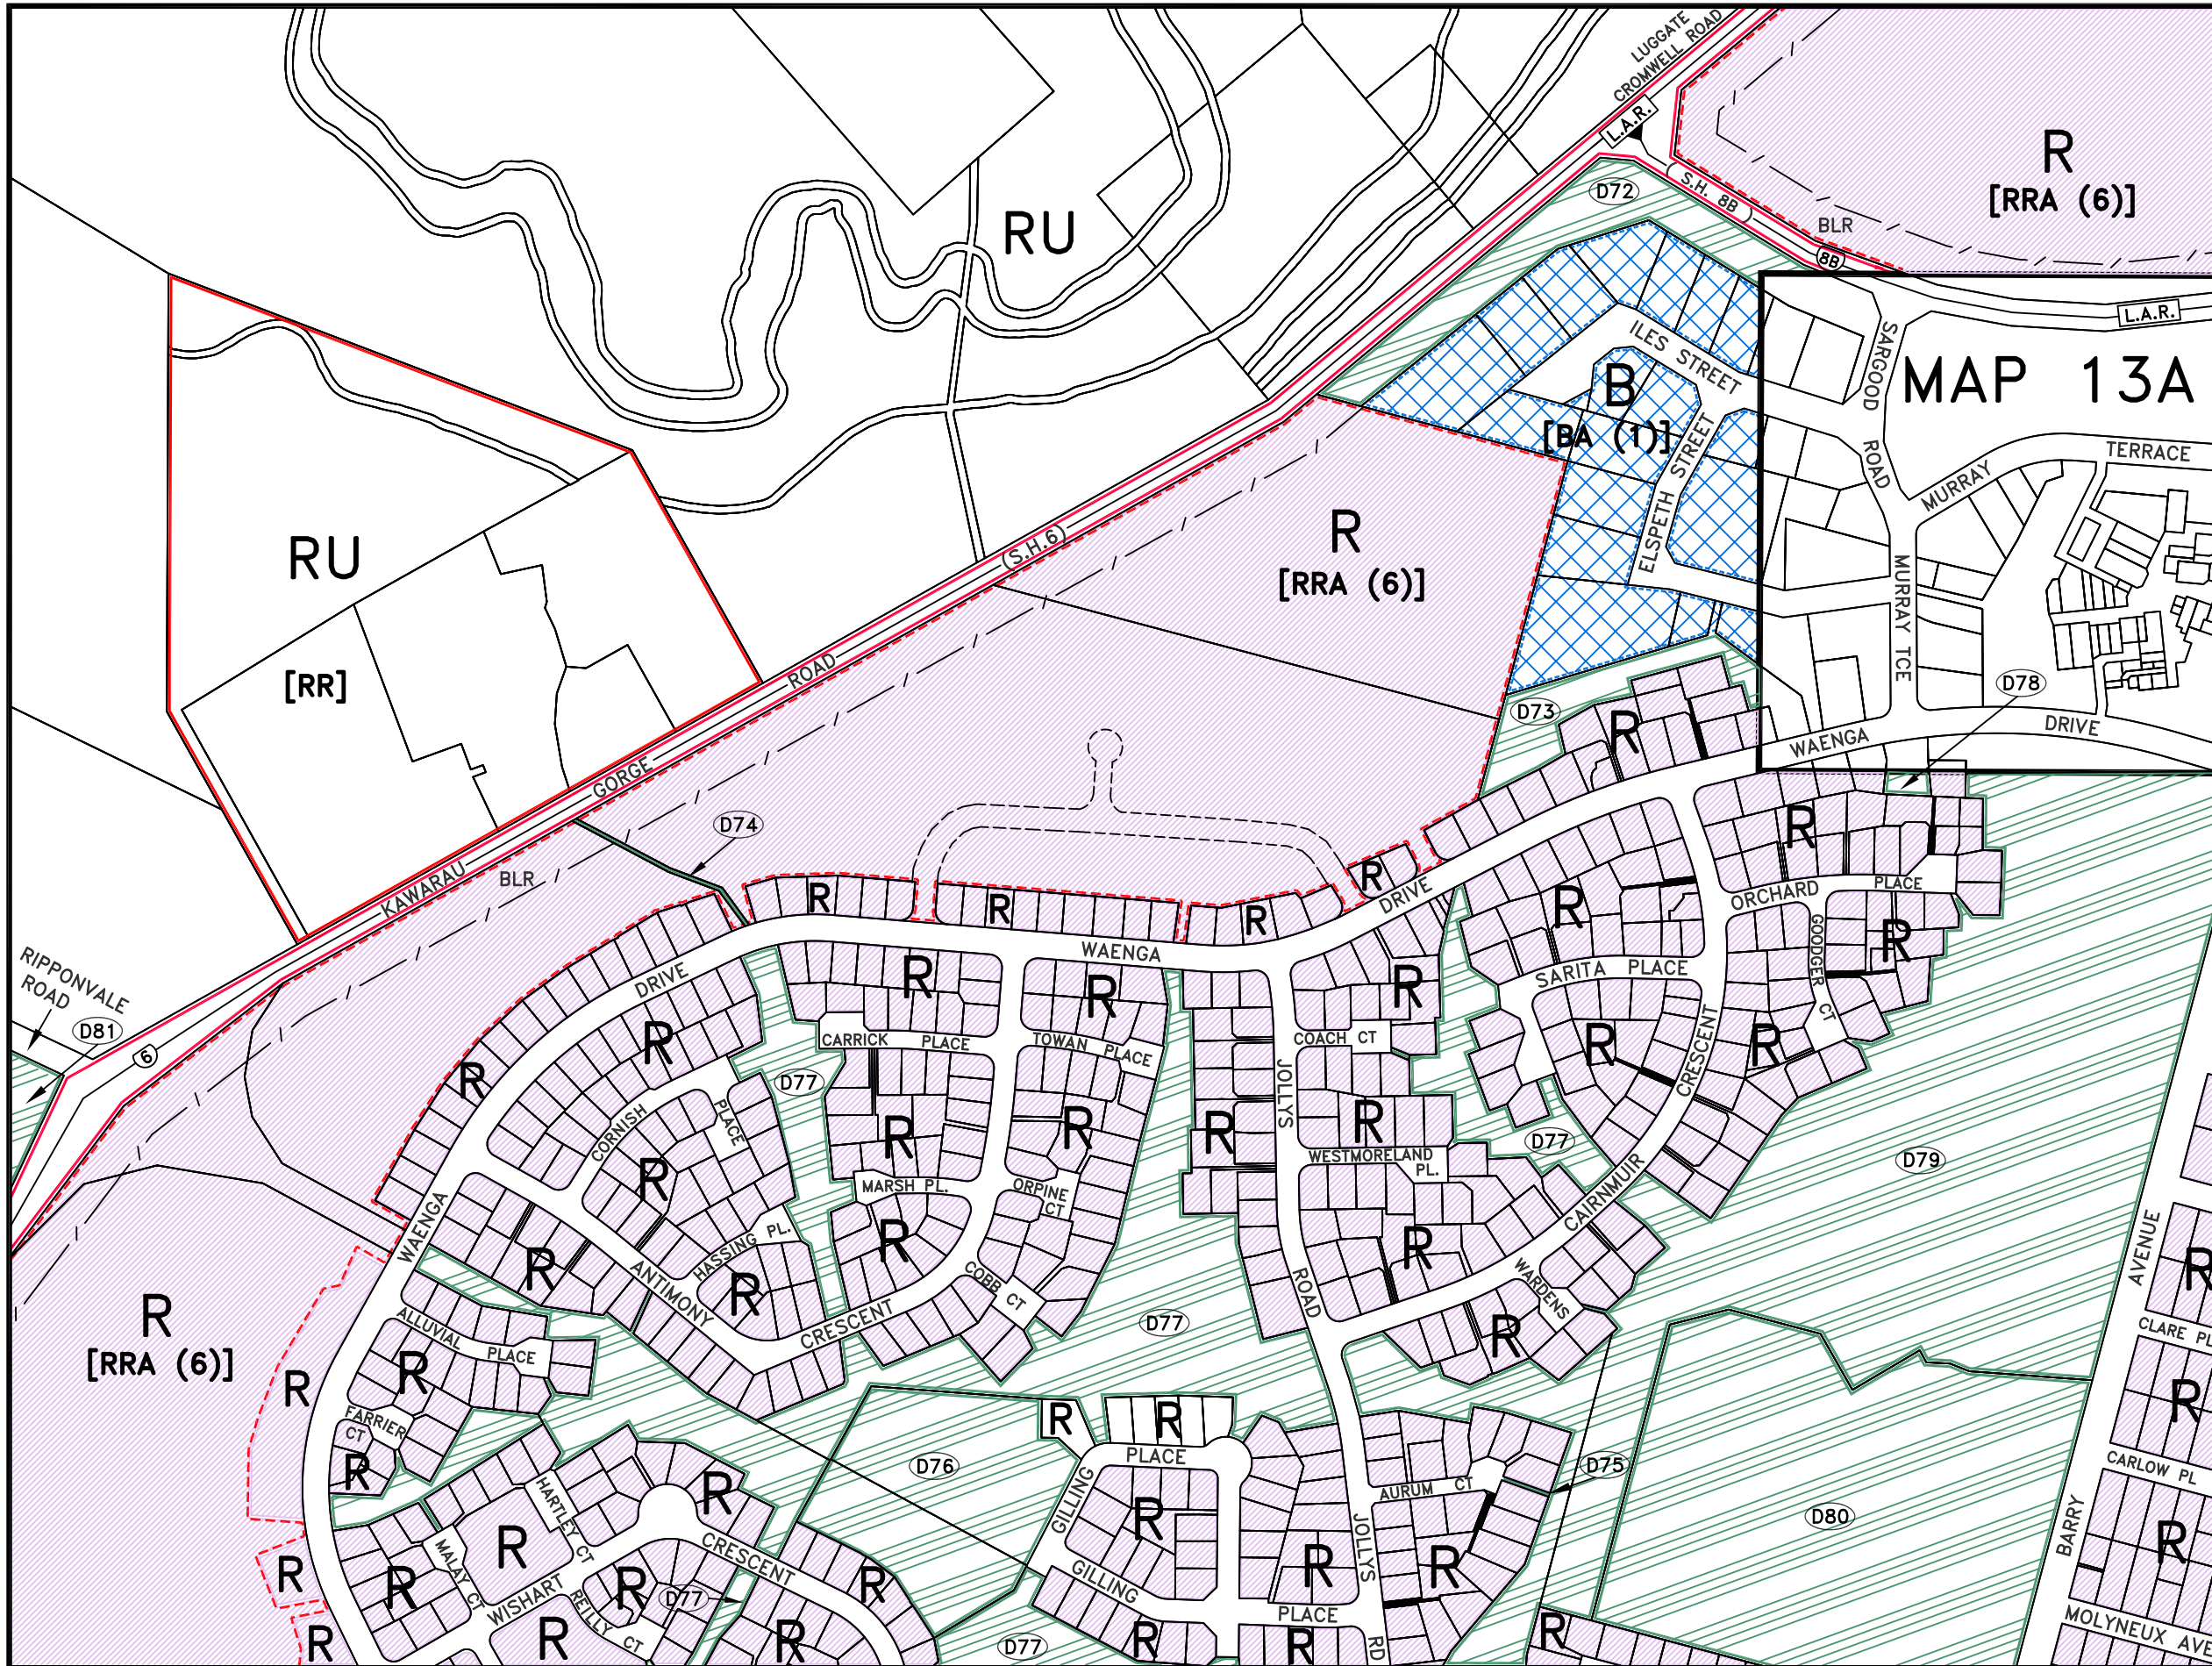 LUGGATE
CROMWELL ROAD
L.A.R.
D72
S.H. 8B
BLR
8B
R
[RRA (6)]
RU
ILES STREET
B
[BA (1)]
ELSPETH STREET
SARGOOD
ROAD
L.A.R.
MAP 13A
MURRAY
TERRACE
MURRAY TCE
RU
[RR]
(S.H.6)
R
[RRA (6)]
KAWARAU
GORGE
ROAD
D73
R
D78
WAENGA
DRIVE
D74
BLR
R
R
R
R
DRIVE
WAENGA
DRIVE
R
R
R
ORCHARD
PLACE
GOODGER
CT
R
RIPPONVALE
ROAD
D81
6
R
R
R
R
R
SARITA PLACE
R
R
CARRICK PLACE
TOWAN PLACE
COACH CT
JOLLYS
CRESCENT
D77
CORNISH
PLACE
R
R
R
R
R
WESTMORELAND
PL.
D77
D79
MARSH PL.
ORPINE
CT
CAIRNMUIR
WAENGA
HASSING PL.
R
R
R
R
WARDENS
AVENUE
R
ANTIMONY
CRESCENT
COBB CT
ROAD
D77
R
R
[RRA (6)]
ALLUVIAL
PLACE
R
R
CLARE PL
R
FARRIER
CT
R
R
R
R
PLACE
D76
D75
CARLOW PL
HARTLEY CT
R
GILLING
R
AURUM CT
JOLLYS
D80
BARRY
R
MALAY CT
CRESCENT
R
R
WISHART
R
REILLY CT
D77
R
GILLING
R
R
PLACE
MOLYNEUX AVE
R
R
R
D77
R
R
RD
R